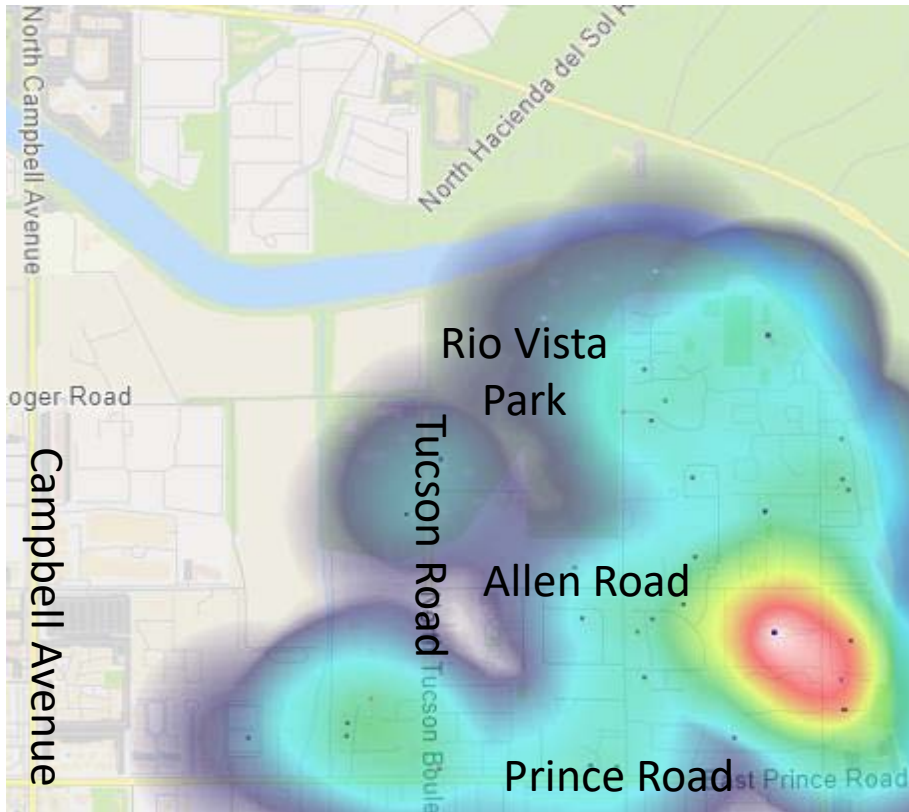 North Campbell Avenue
North Hacienda del Sol R
Rio Vista
Park
oger Road
Tucson Road
Campbell Avenue
Allen Road
Tucson Boule
Prince Road
East Prince Road